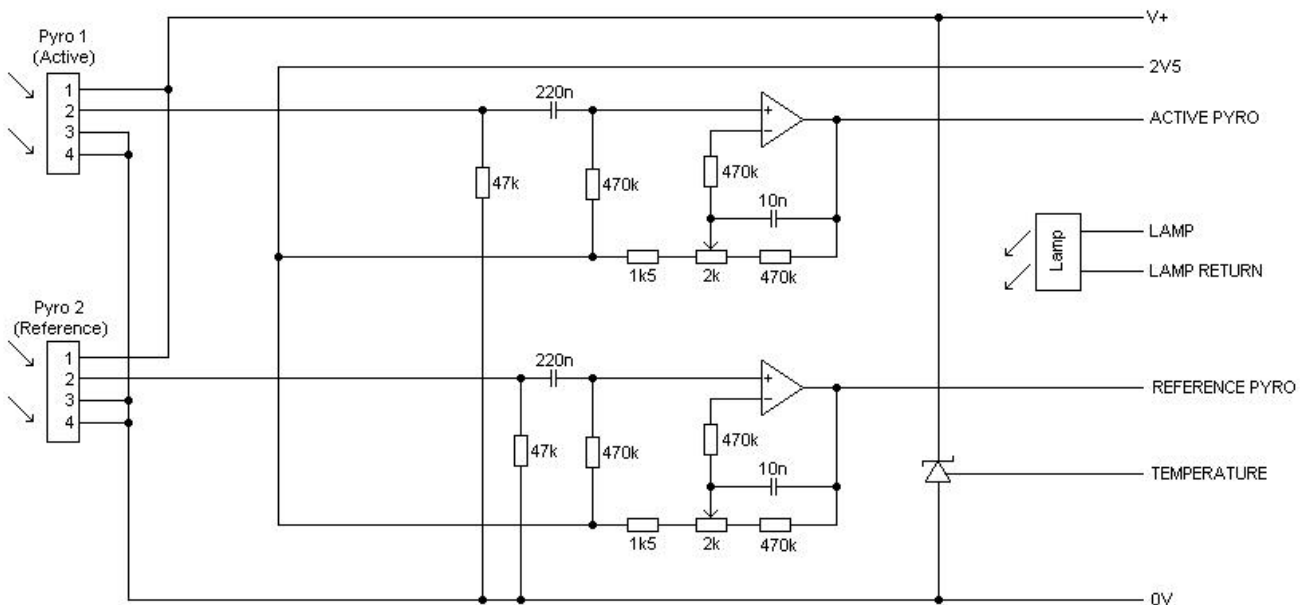 V+
Pyro 1
(Active)
2V5
1
2
3
4
220n
+
−
ACTIVE PYRO
47k
470k
470k
10n
1k5
2k
470k
Lamp
LAMP
LAMP RETURN
Pyro 2
(Reference)
1
2
3
4
220n
+
−
REFERENCE PYRO
47k
470k
470k
10n
1k5
2k
470k
TEMPERATURE
0V